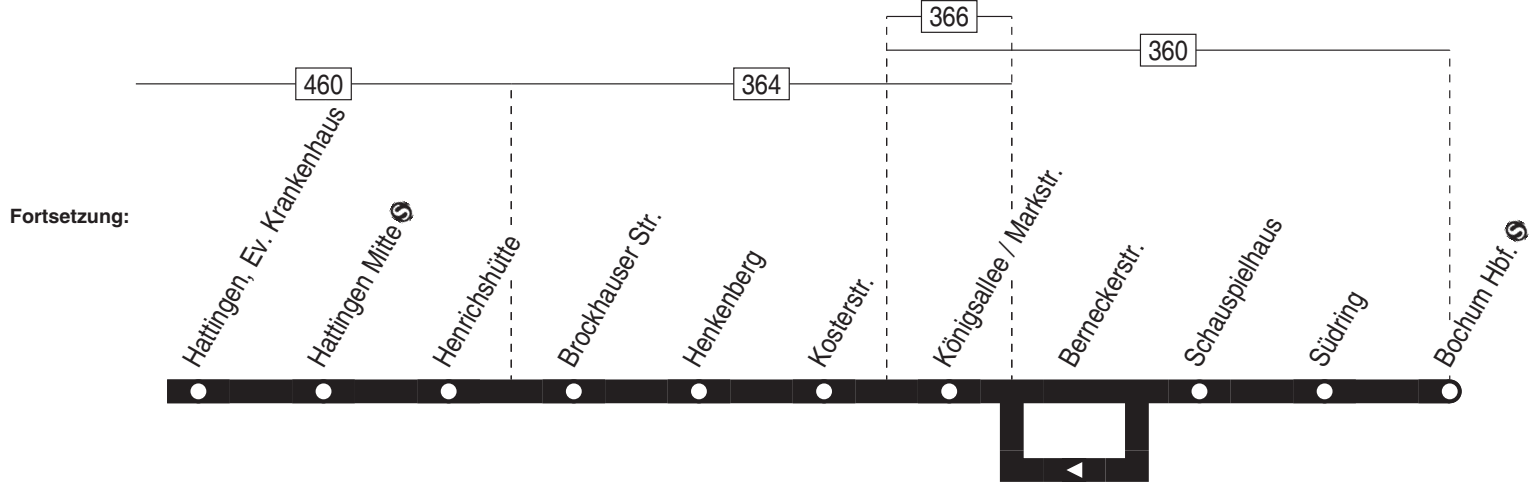 366
360
460
364
Fortsetzung:
Hattingen, Ev. Krankenhaus
Hattingen Mitte S
Henrichshütte
Brockhauser Str.
Henkenberg
Kosterstr.
Königsallee / Markstr.
Berneckerstr.
Schauspielhaus
Südring
Bochum Hbf. S